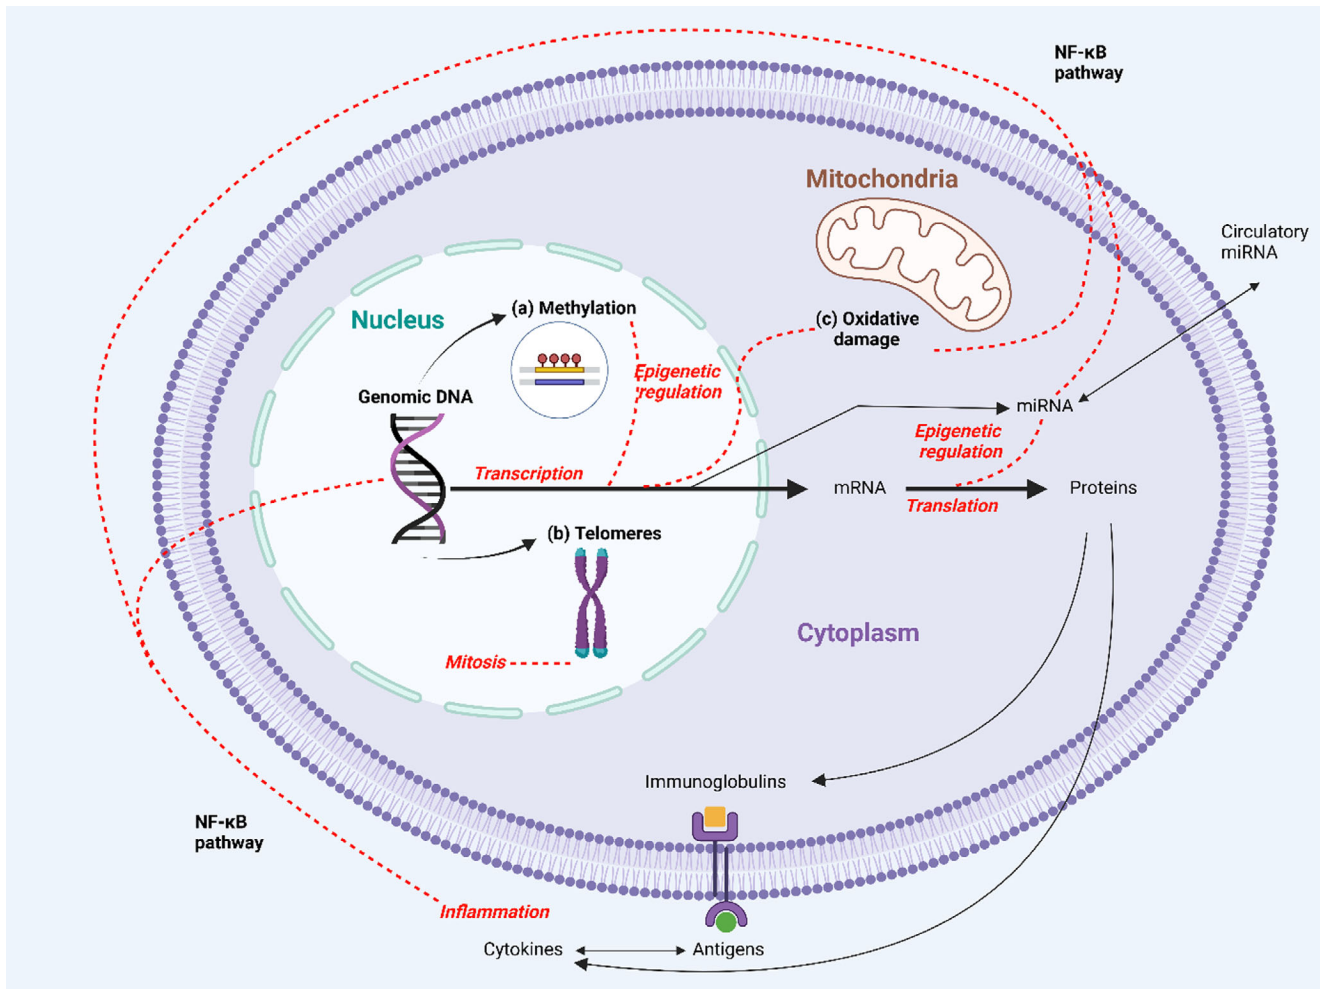 NF-κB
pathway
Mitochondria
Circulatory
miRNA
(a) Methylation
Nucleus
(c) Oxidative
damage
Epigenetic
regulation
Genomic DNA
miRNA
Epigenetic
regulation
Transcription
mRNA
Proteins
Translation
(b) Telomeres
Cytoplasm
Mitosis
Immunoglobulins
NF-κB
pathway
Inflammation
Cytokines
Antigens